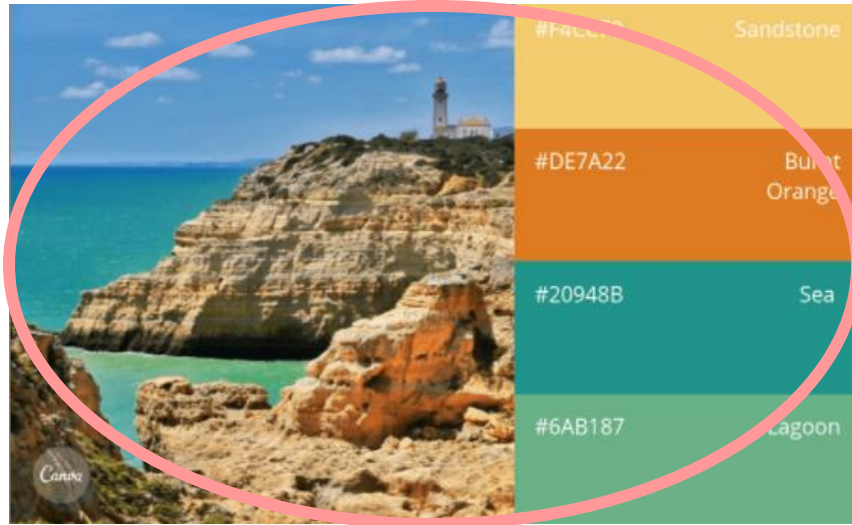 Sandstone
#DE7A22 Burnt
Orange
#20948B Sea
#6AB187 Lagoon
Canva